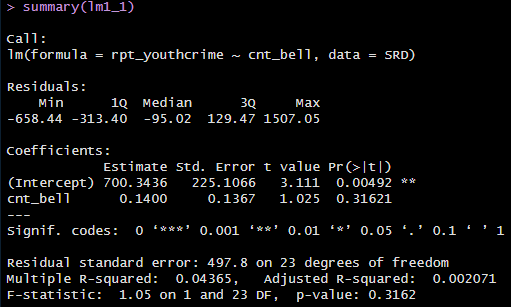 > summary(lm1_1)

Call:
lm(formula = rpt_youthcrime ~ cnt_bell, data = SRD)

Residuals:
    Min      1Q  Median      3Q     Max
-658.44 -313.40  -95.02  129.47 1507.05

Coefficients:
            Estimate Std. Error t value Pr(>|t|)
(Intercept) 700.3436   225.1066   3.111  0.00492 **
cnt_bell      0.1400     0.1367   1.025  0.31621
---
Signif. codes:  0 ‘***’ 0.001 ‘**’ 0.01 ‘*’ 0.05 ‘.’ 0.1 ‘ ’ 1

Residual standard error: 497.8 on 23 degrees of freedom
Multiple R-squared:  0.04365,	Adjusted R-squared:  0.002071
F-statistic:  1.05 on 1 and 23 DF,  p-value: 0.3162